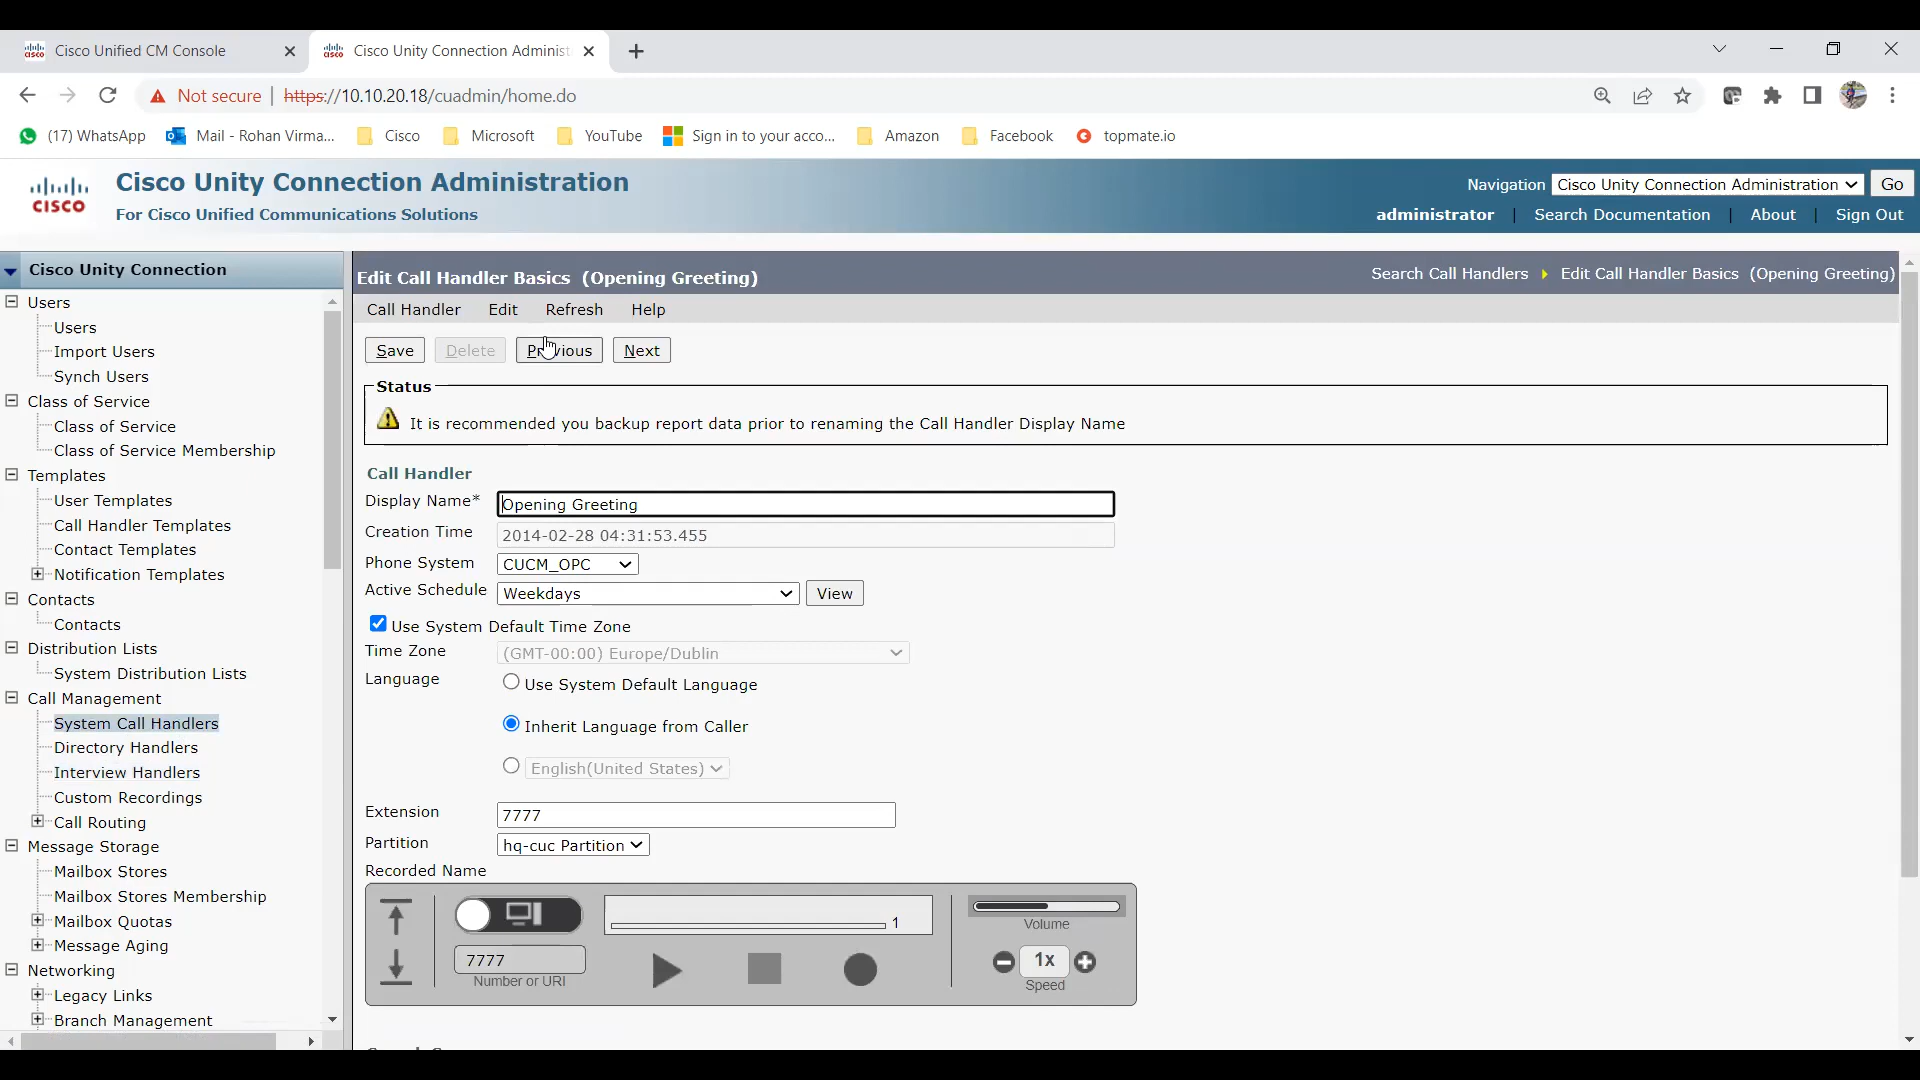 Cisco Unified CM Console
Cisco Unity Connection Administ
Not secure | https://10.10.20.18/cuadmin/home.do
(17) WhatsApp Mail - Rohan Virma... Cisco Microsoft YouTube Sign in to your acco... Amazon Facebook topmate.io
CISCO
Cisco Unity Connection Administration
For Cisco Unified Communications Solutions
Navigation Cisco Unity Connection Administration Go
administrator | Search Documentation | About | Sign Out
Cisco Unity Connection
Users
Users
Import Users
Synch Users
Class of Service
Class of Service
Class of Service Membership
Templates
User Templates
Call Handler Templates
Contact Templates
Notification Templates
Contacts
Contacts
Distribution Lists
System Distribution Lists
Call Management
System Call Handlers
Directory Handlers
Interview Handlers
Custom Recordings
Call Routing
Message Storage
Mailbox Stores
Mailbox Stores Membership
Mailbox Quotas
Message Aging
Networking
Legacy Links
Branch Management
Edit Call Handler Basics (Opening Greeting)
Search Call Handlers Edit Call Handler Basics (Opening Greeting)
Call Handler Edit Refresh Help
Save Delete Previous Next
Status
It is recommended you backup report data prior to renaming the Call Handler Display Name
Call Handler
Display Name* Opening Greeting
Creation Time 2014-02-28 04:31:53.455
Phone System CUCM_OPC
Active Schedule Weekdays View
Use System Default Time Zone
Time Zone (GMT-00:00) Europe/Dublin
Language Use System Default Language
Inherit Language from Caller
English(United States)
Extension 7777
Partition hq-cuc Partition
Recorded Name
1
Volume
7777
Number or URI
1x
Speed